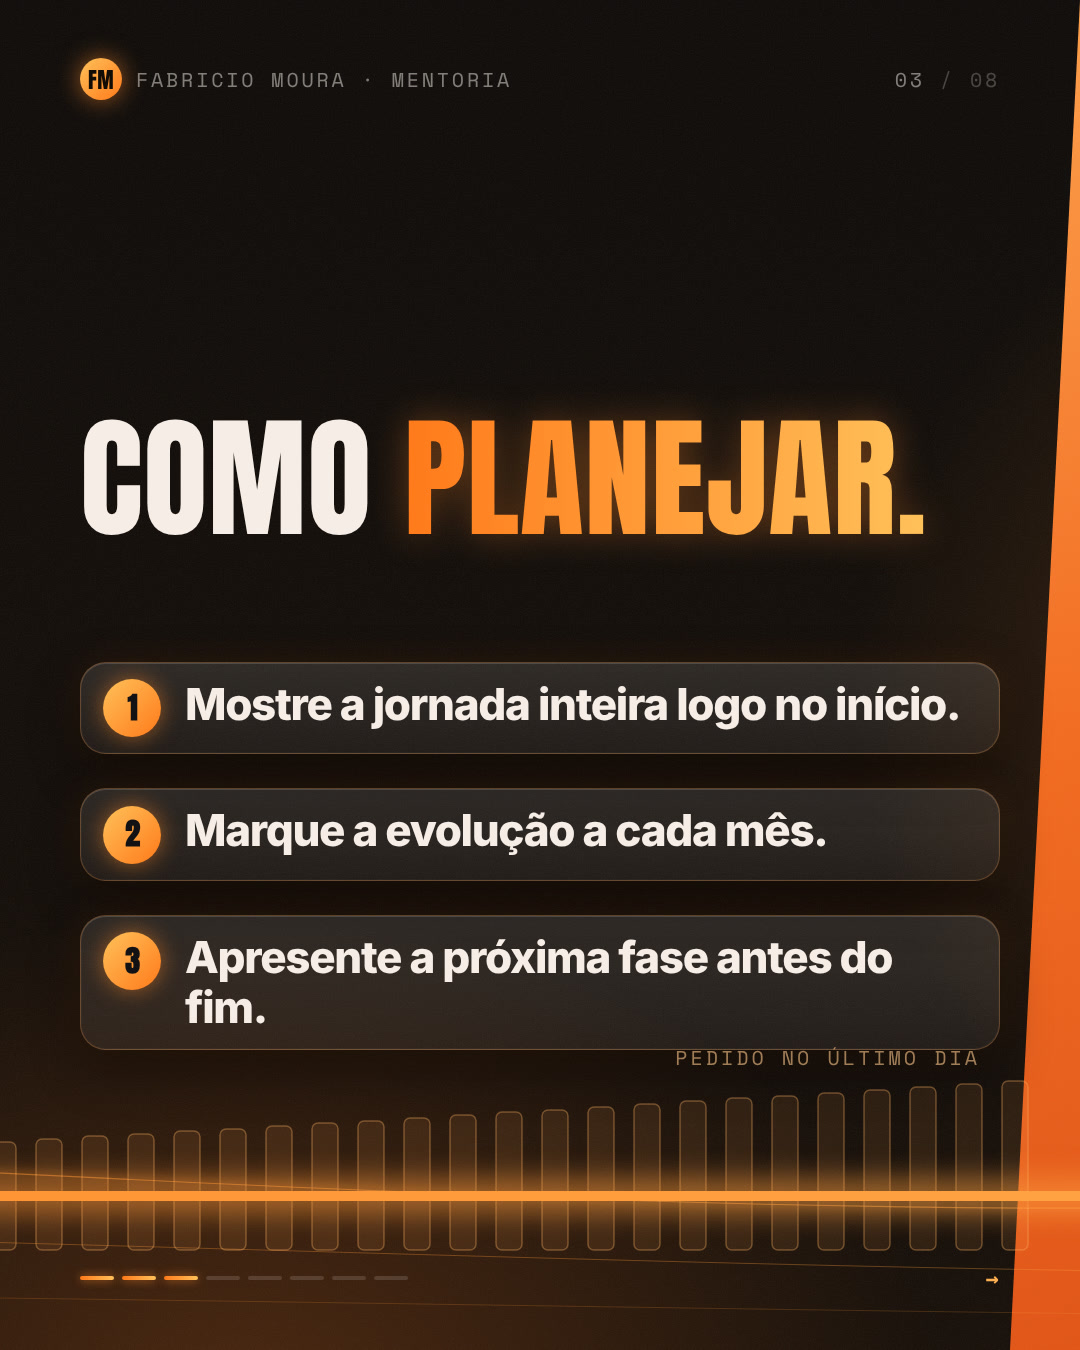 FM FABRICIO MOURA · MENTORIA
03 / 08
COMO PLANEJAR.
1 Mostre a jornada inteira logo no início.
2 Marque a evolução a cada mês.
3 Apresente a próxima fase antes do
fim.
PEDIDO NO ÚLTIMO DIA
→